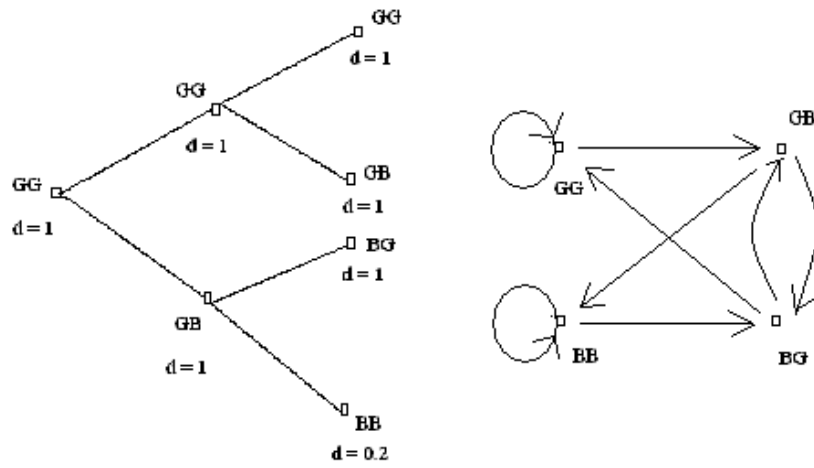 GG
d = 1
GG
d = 1
GG
d = 1
GB
d = 1
GB
d = 1
BG
d = 1
BB
d = 0.2
GG
GB
BB
BG